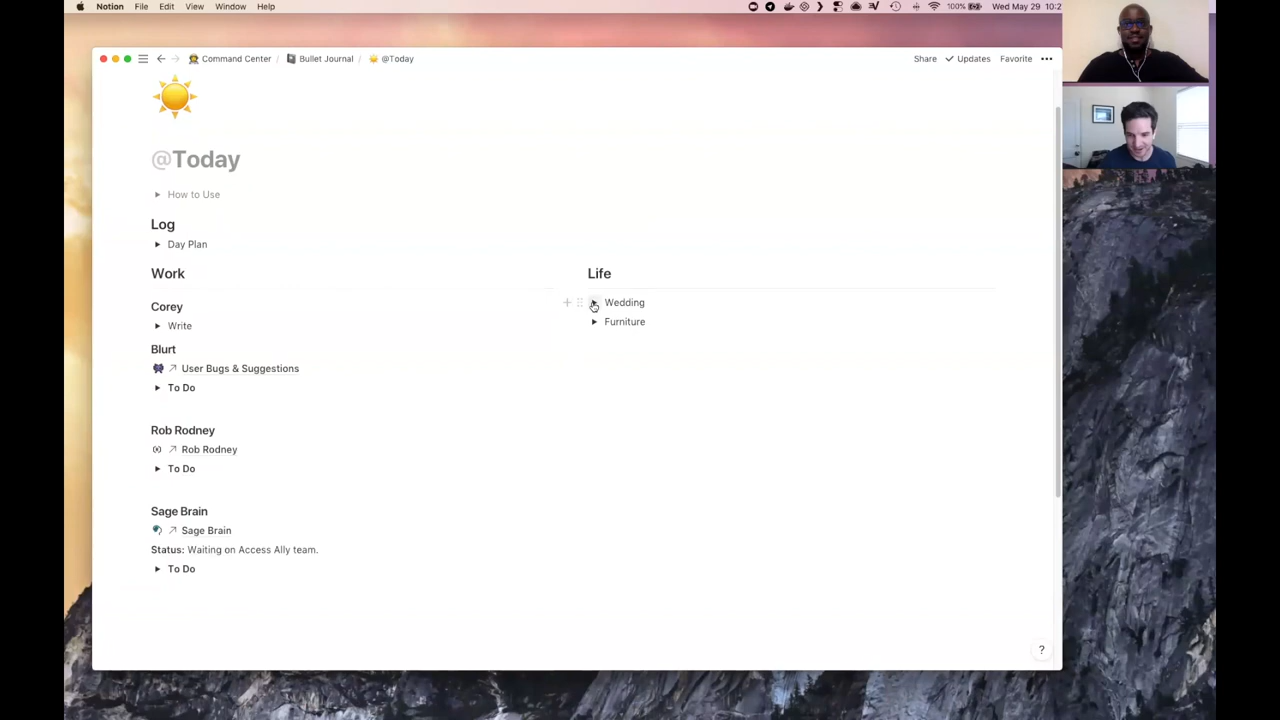 Notion File Edit View Window Help 100% Wed May 29 10:2
Command Center / Bullet Journal / @Today Share Updates Favorite
@Today
How to Use
Log
Day Plan
Work
Life
Corey
Write
Wedding
Furniture
Blurt
User Bugs & Suggestions
To Do
Rob Rodney
Rob Rodney
To Do
Sage Brain
Sage Brain
Status: Waiting on Access Ally team.
To Do
?